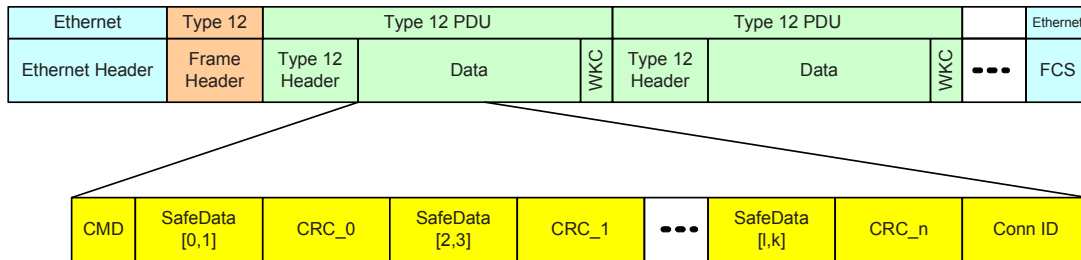 Ethernet Type 12 Type 12 PDU Type 12 PDU Ethernet
Ethernet Header Frame Header Type 12 Header Data WKC Type 12 Header Data WKC FCS
CMD SafeData [0,1] CRC_0 SafeData [2,3] CRC_1 SafeData [l,k] CRC_n Conn ID